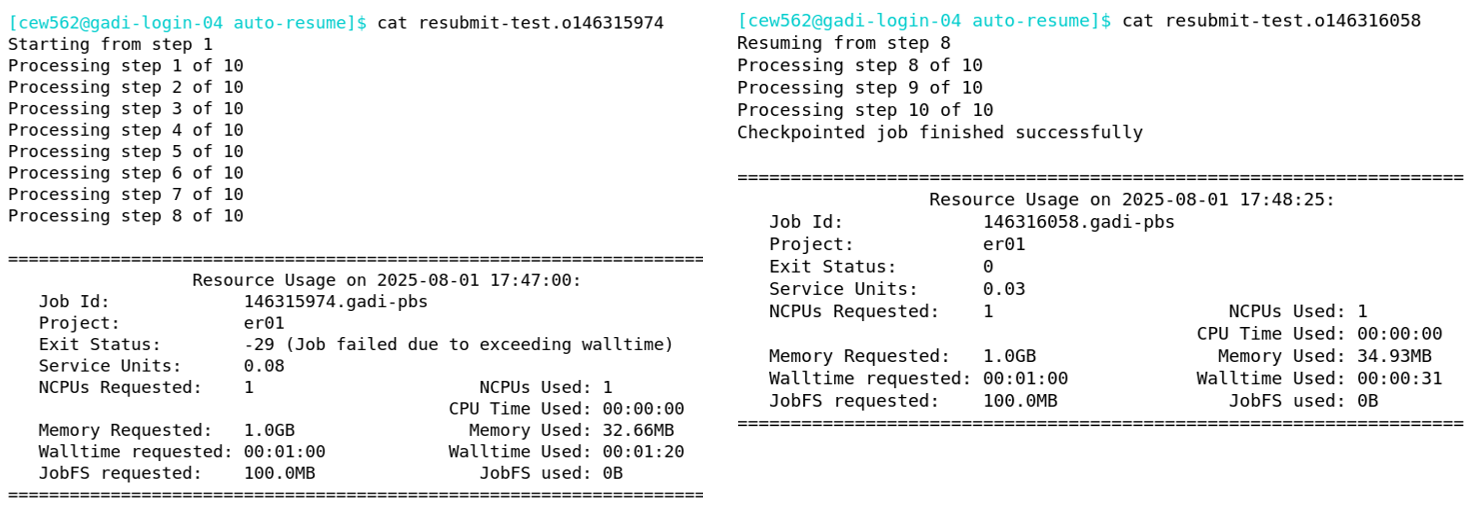 [cew562@gadi-login-04 auto-resume]$ cat resubmit-test.o146315974
Starting from step 1
Processing step 1 of 10
Processing step 2 of 10
Processing step 3 of 10
Processing step 4 of 10
Processing step 5 of 10
Processing step 6 of 10
Processing step 7 of 10
Processing step 8 of 10
====================================================================
Resource Usage on 2025-08-01 17:47:00:
Job Id: 146315974.gadi-pbs
Project: er01
Exit Status: -29 (Job failed due to exceeding walltime)
Service Units: 0.08
NCPUs Requested: 1 NCPUs Used: 1
CPU Time Used: 00:00:00
Memory Requested: 1.0GB Memory Used: 32.66MB
Walltime requested: 00:01:00 Walltime Used: 00:01:20
JobFS requested: 100.0MB JobFS used: 0B
====================================================================
[cew562@gadi-login-04 auto-resume]$ cat resubmit-test.o146316058
Resuming from step 8
Processing step 8 of 10
Processing step 9 of 10
Processing step 10 of 10
Checkpointed job finished successfully
====================================================================
Resource Usage on 2025-08-01 17:48:25:
Job Id: 146316058.gadi-pbs
Project: er01
Exit Status: 0
Service Units: 0.03
NCPUs Requested: 1 NCPUs Used: 1
CPU Time Used: 00:00:00
Memory Requested: 1.0GB Memory Used: 34.93MB
Walltime requested: 00:01:00 Walltime Used: 00:00:31
JobFS requested: 100.0MB JobFS used: 0B
====================================================================